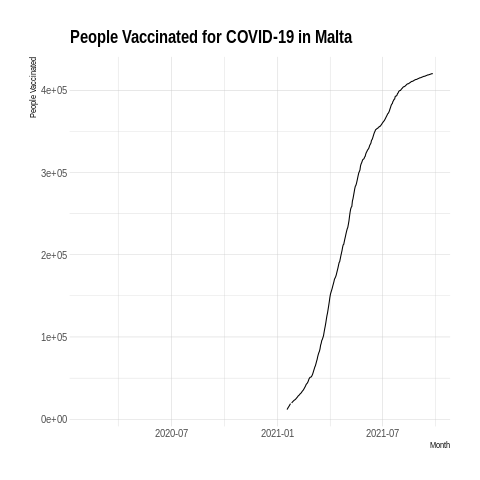 People Vaccinated for COVID-19 in Malta
People Vaccinated
4e+05
3e+05
2e+05
1e+05
0e+00
2020-07 2021-01 2021-07
Month